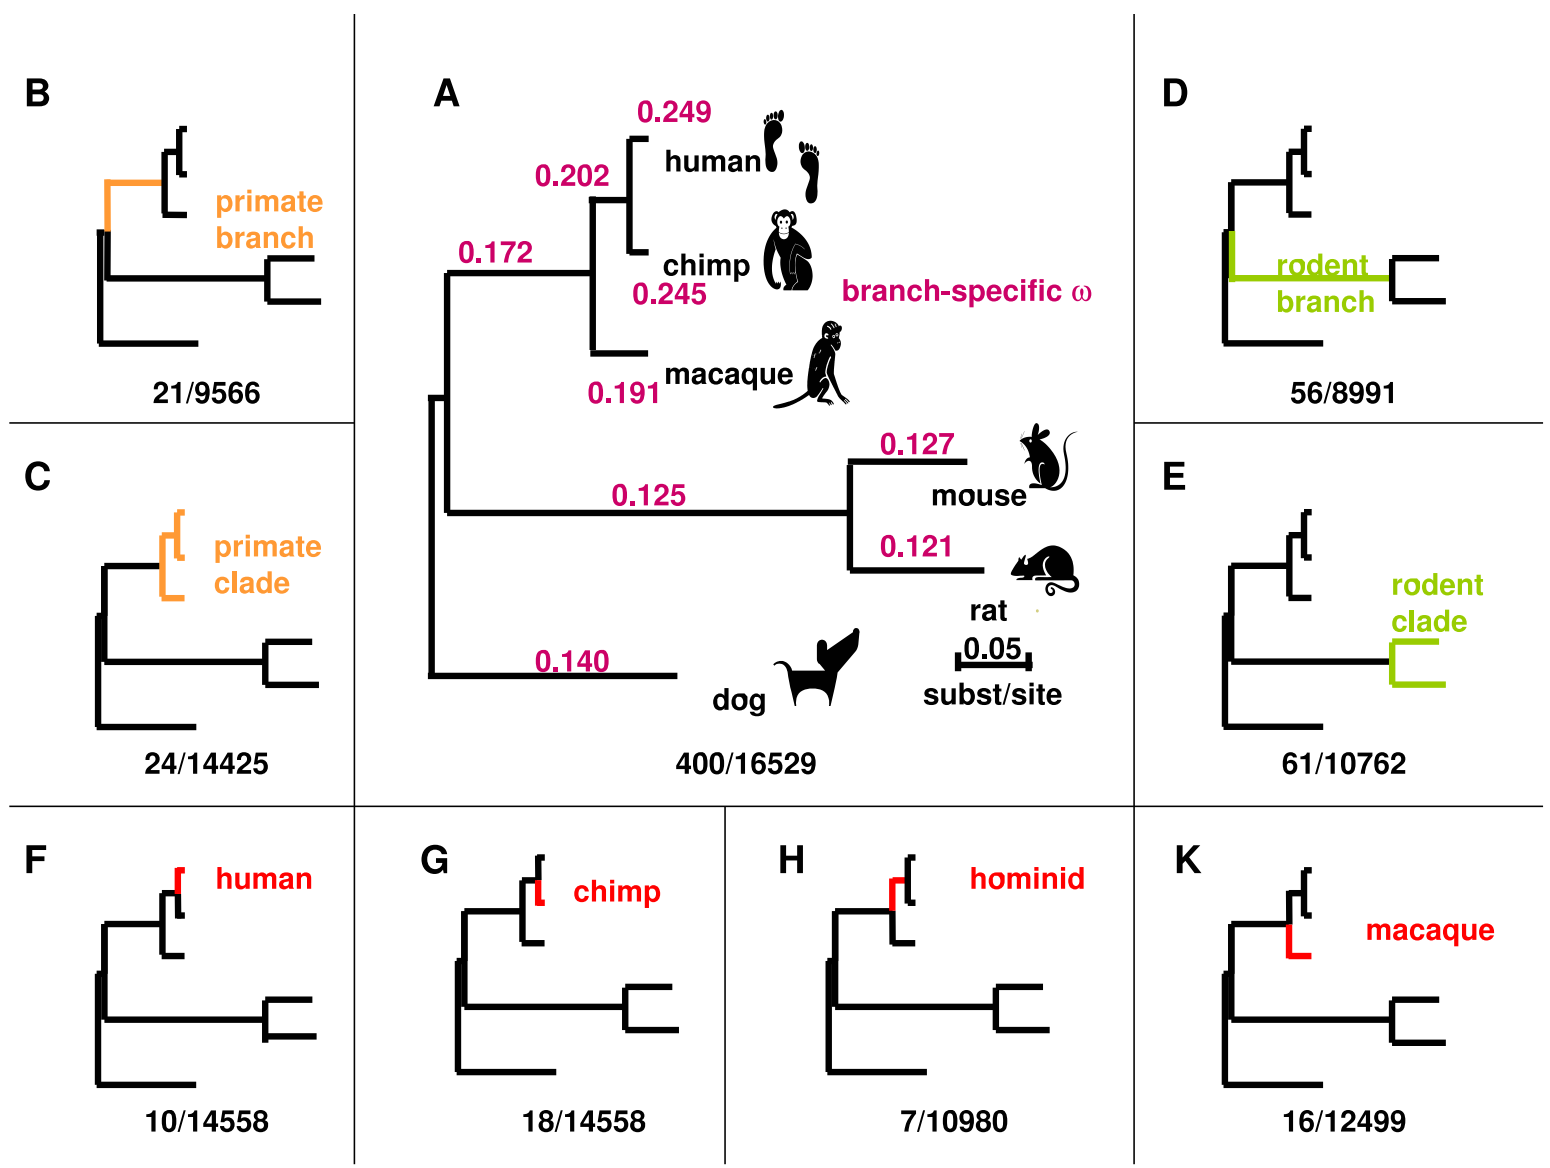 B
primate
branch
21/9566
A
0.249
human
0.202
chimp
0.172
0.245
branch-specific ω
macaque
0.191
0.127
mouse
0.125
0.121
rat
0.05
subst/site
0.140
dog
400/16529
D
rodent
branch
56/8991
C
primate
clade
24/14425
E
rodent
clade
61/10762
F
human
10/14558
G
chimp
18/14558
H
hominid
7/10980
K
macaque
16/12499